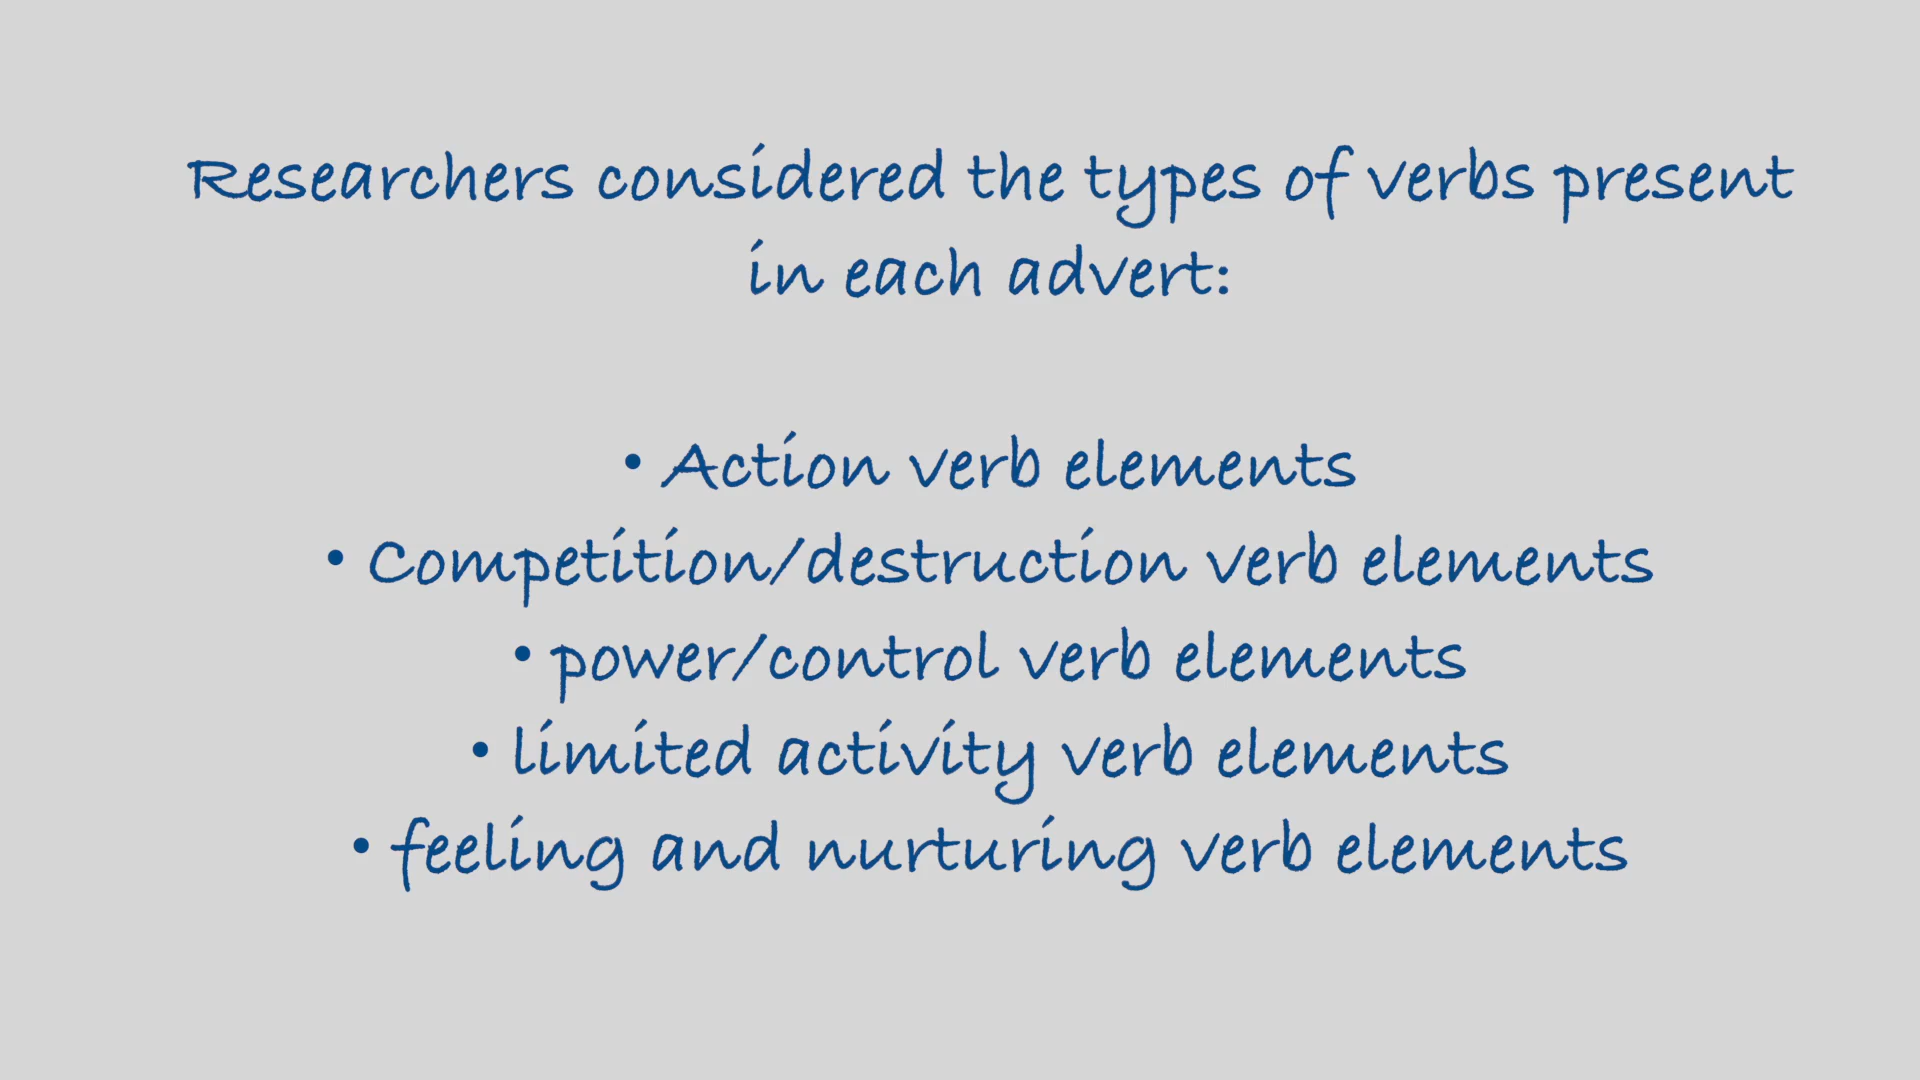 Researchers considered the types of verbs present
in each advert:
• Action verb elements
• Competition/destruction verb elements
• power/control verb elements
• limited activity verb elements
• feeling and nurturing verb elements